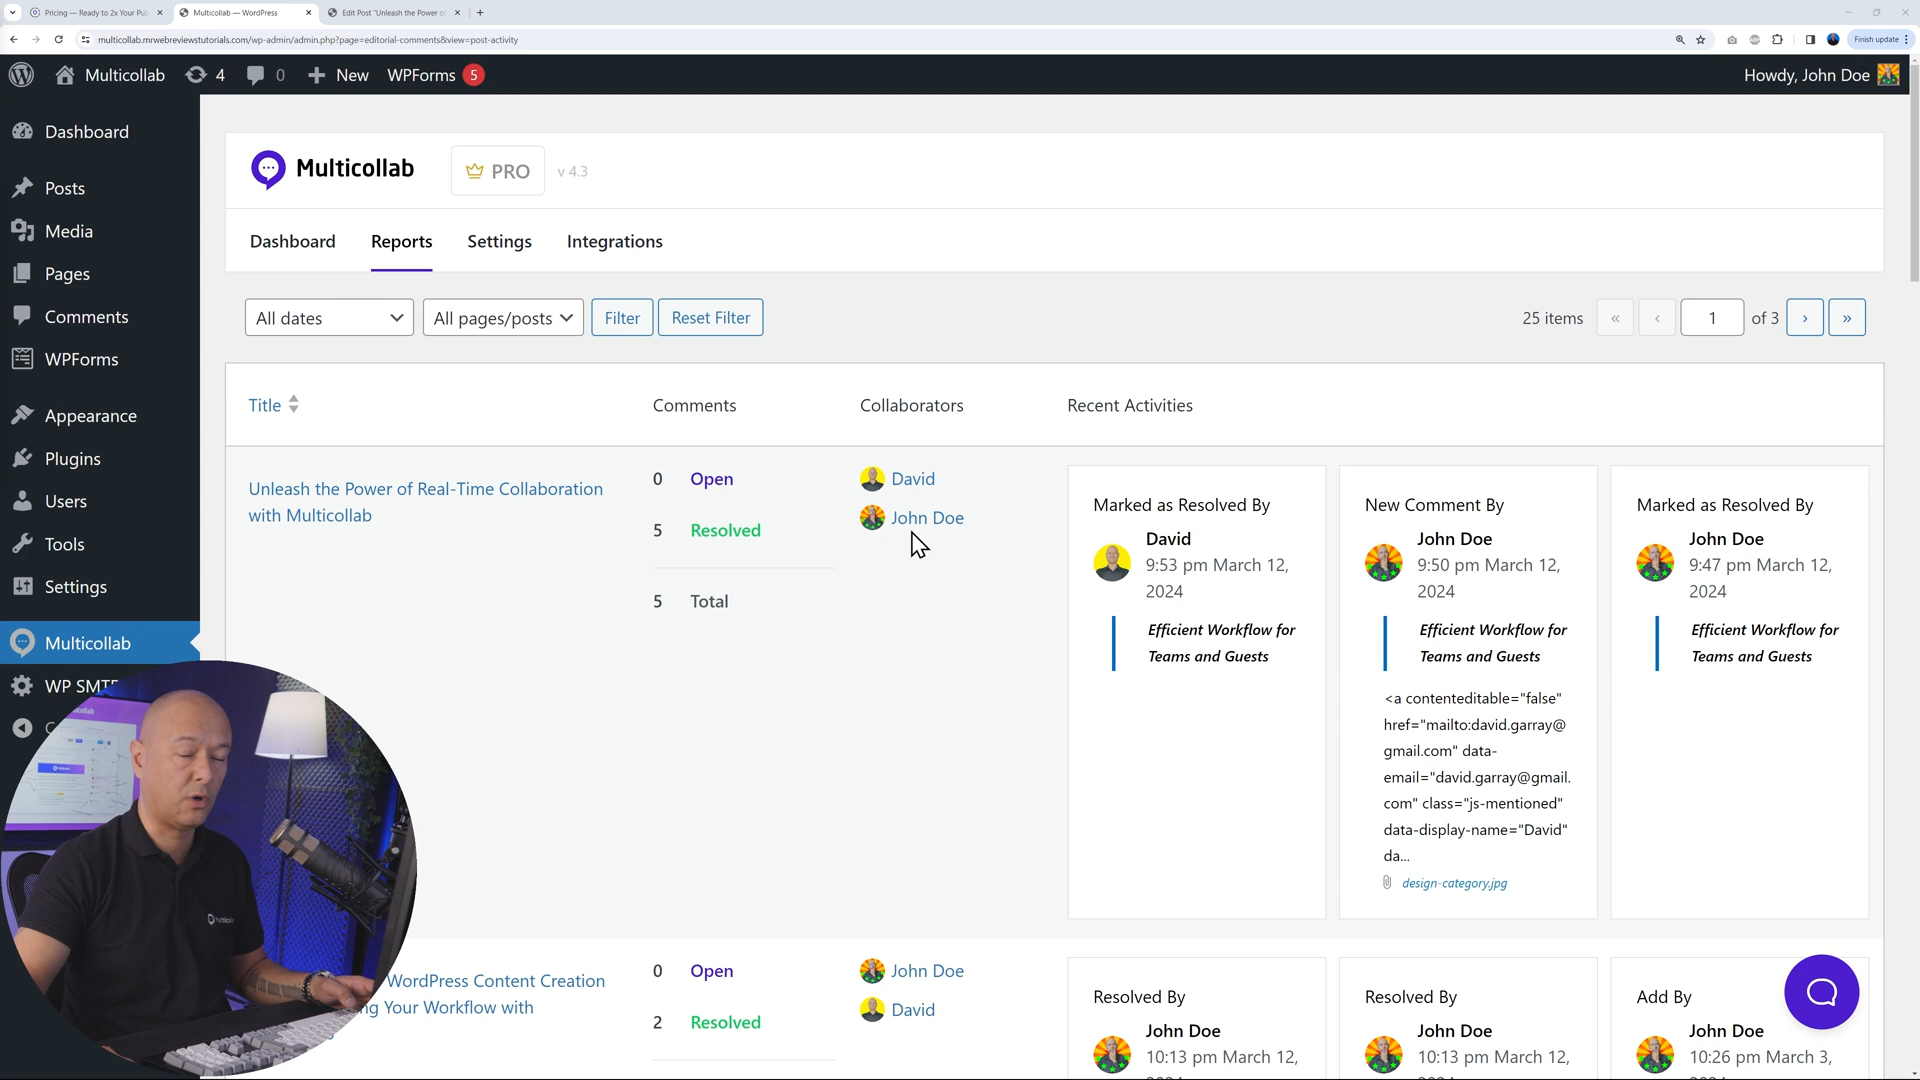 Pricing — Ready to 2x Your Pu
Multicollab — WordPress
Edit Post "Unleash the Power of
multicollab.mrwebreviewstutorials.com/wp-admin/admin.php?page=editorial-comments&view=post-activity
Finish update
Multicollab
4
0
New
WPForms
5
Howdy, John Doe
Dashboard
Posts
Media
Pages
Comments
WPForms
Appearance
Plugins
Users
Tools
Settings
Multicollab
WP SMTP
Multicollab
PRO
v 4.3
Dashboard
Reports
Settings
Integrations
All dates
All pages/posts
Filter
Reset Filter
25 items
«
‹
1
of 3
›
»
Title
Comments
Collaborators
Recent Activities
Unleash the Power of Real-Time Collaboration
with Multicollab
0 Open
5 Resolved
5 Total
David
John Doe
Marked as Resolved By
David
9:53 pm March 12,
2024
Efficient Workflow for
Teams and Guests
New Comment By
John Doe
9:50 pm March 12,
2024
Efficient Workflow for
Teams and Guests
<a contenteditable="false"
href="mailto:david.garray@
gmail.com" data-
email="david.garray@gmail.
com" class="js-mentioned"
data-display-name="David"
da...
design-category.jpg
Marked as Resolved By
John Doe
9:47 pm March 12,
2024
Efficient Workflow for
Teams and Guests
WordPress Content Creation
ng Your Workflow with
0 Open
2 Resolved
John Doe
David
Resolved By
John Doe
10:13 pm March 12,
Resolved By
John Doe
10:13 pm March 12,
Add By
John Doe
10:26 pm March 3,